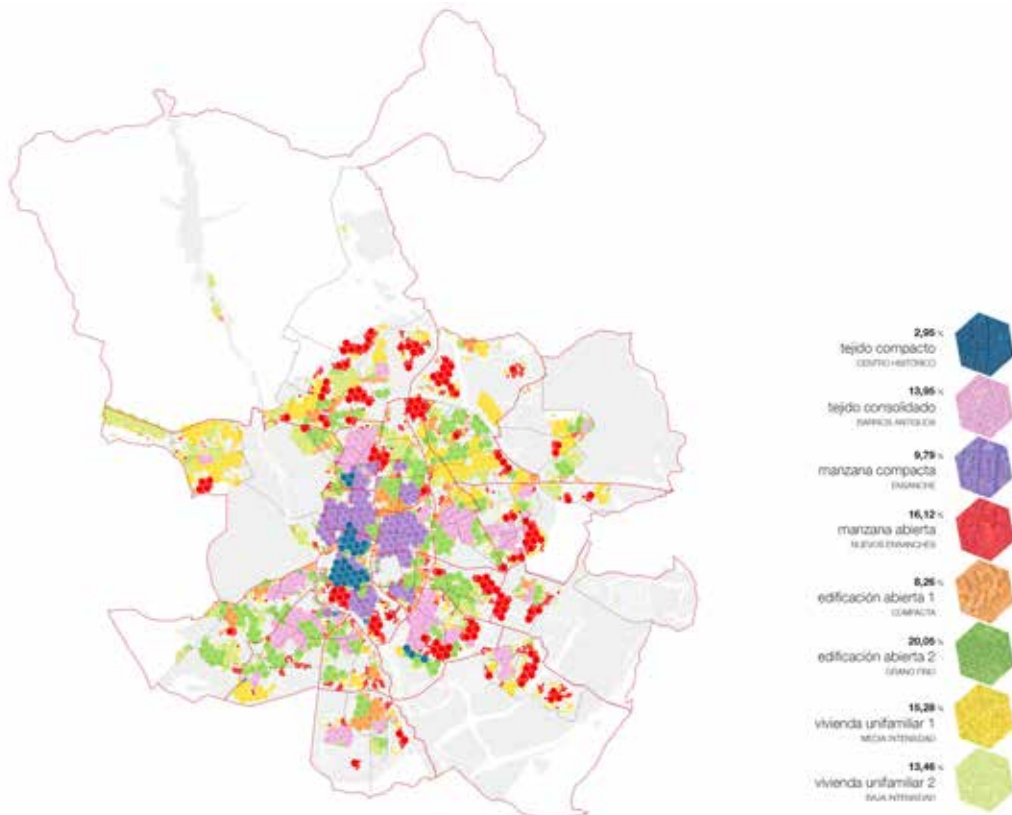 2,95 %
tejido compacto
CENTRO HISTÓRICO
13,95 %
tejido consolidado
BARRIOS ANTIGUOS
9,79 %
manzana compacta
ENSANCHE
16,12 %
manzana abierta
NUEVOS ENSANCHES
8,26 %
edificación abierta 1
COMPACTA
20,05 %
edificación abierta 2
GRANO FINO
15,28 %
vivienda unifamiliar 1
MEDIA INTENSIDAD
13,46 %
vivienda unifamiliar 2
BAJA INTENSIDAD